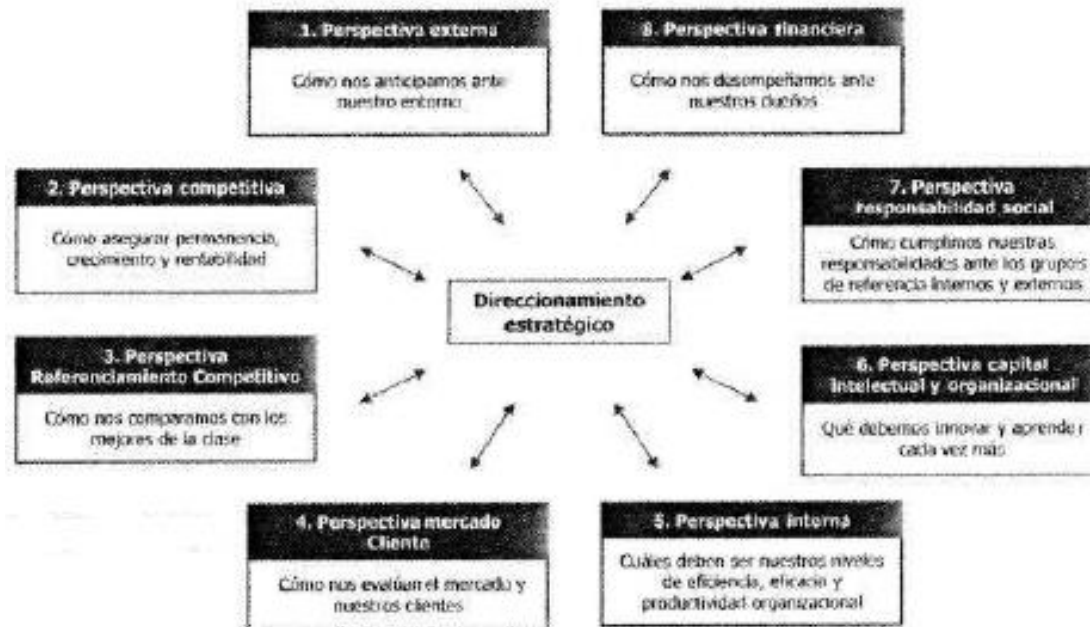 1. Perspectiva externa
Cómo nos anticipamos ante
nuestro entorno
8. Perspectiva financiera
Cómo nos desempeñamos ante
nuestros dueños
2. Perspectiva competitiva
Cómo asegurar permanencia,
crecimiento y rentabilidad
7. Perspectiva
responsabilidad social
Cómo cumplimos nuestras
responsabilidades ante los grupos
de referencia internos y externos
Direccionamiento
estratégico
3. Perspectiva
Referenciamiento Competitivo
Cómo nos comparamos con los
mejores de la clase
6. Perspectiva capital
intelectual y organizacional
Qué debemos innovar y aprender
cada vez más
4. Perspectiva mercado
Cliente
Cómo nos evalúan el mercado y
nuestros clientes
5. Perspectiva interna
Cuáles deben ser nuestros niveles
de eficiencia, eficacia y
productividad organizacional